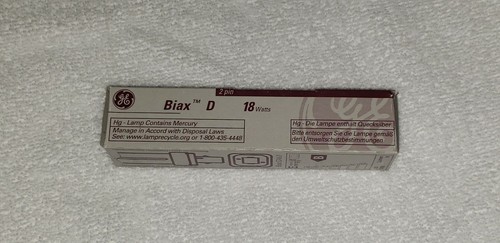 2 pin
GE
Biax™ D 18 Watts
Hg - Lamp Contains Mercury
Manage in Accord with Disposal Laws
See: www.lamprecycle.org or 1-800-435-4448
Hg - Die Lampe enthält Quecksilber
Bitte entsorgen Sie die Lampe gemäß
den Umweltschutzbestimmungen